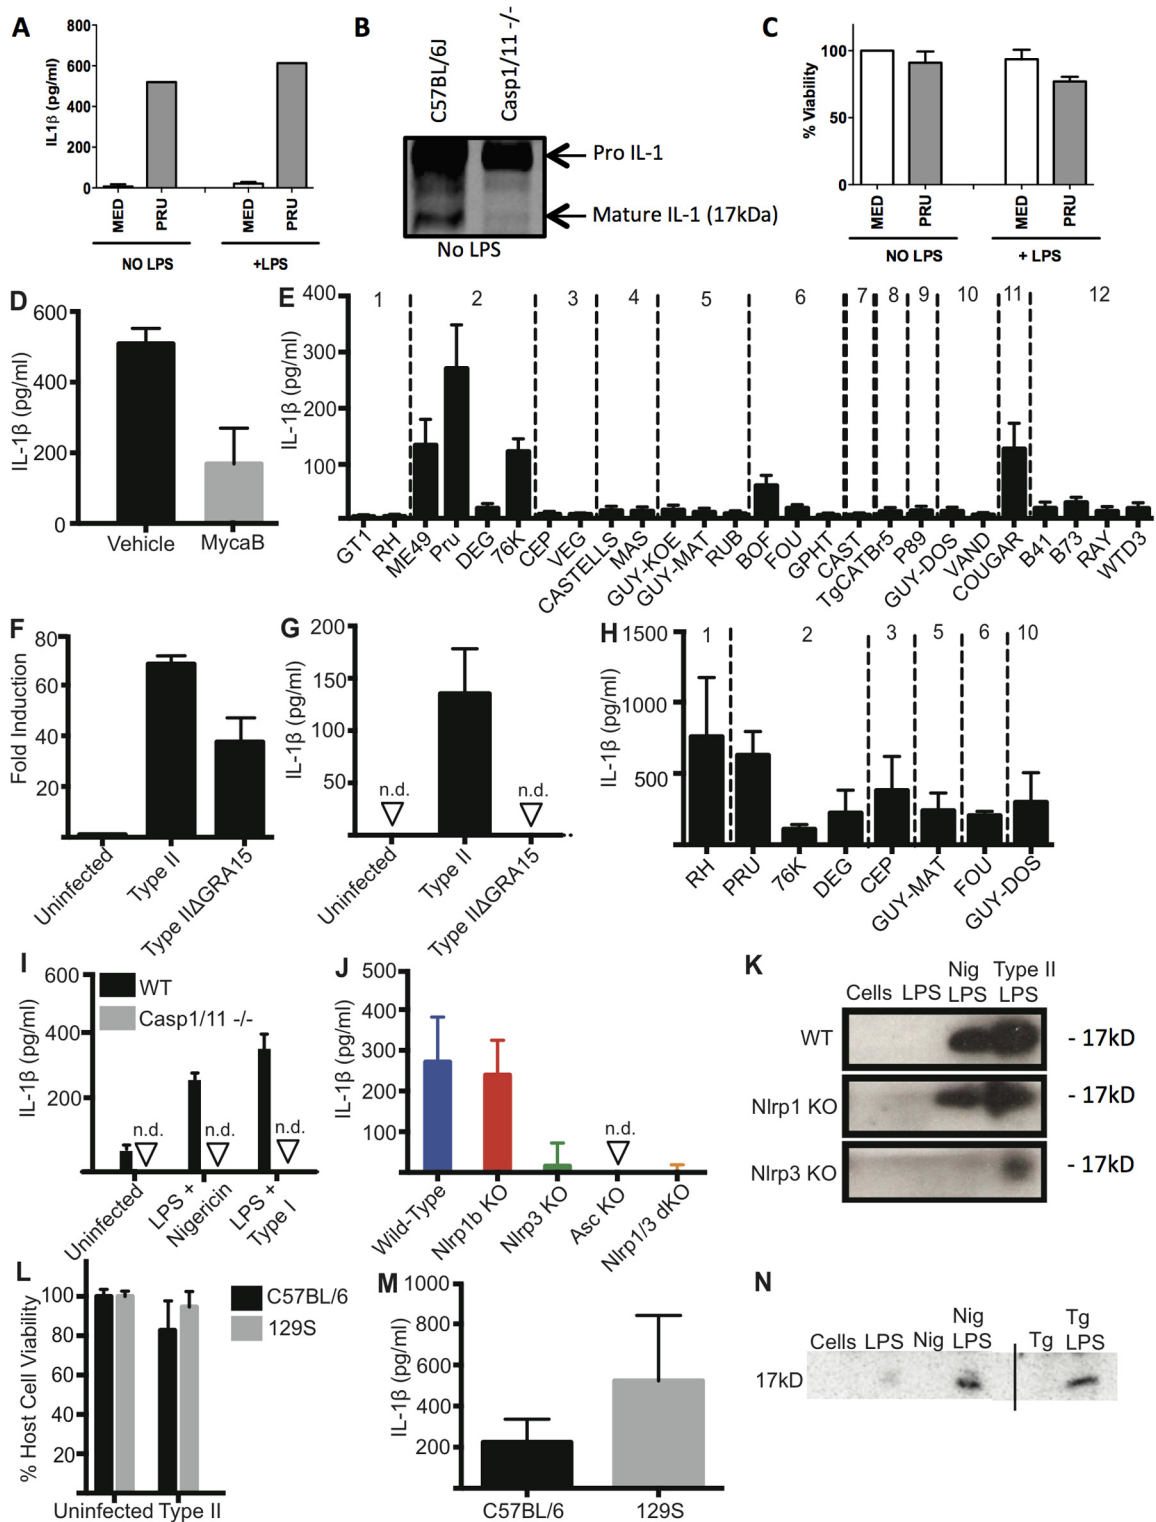 A
IL1β (pg/ml)
800
600
400
200
0
MED
PRU
MED
PRU
NO LPS
+LPS
B
C57BL/6J
Casp1/11 -/-
Pro IL-1
Mature IL-1 (17kDa)
No LPS
C
% Viability
100
50
0
MED
PRU
MED
PRU
NO LPS
+ LPS
D
IL-1β (pg/ml)
600
400
200
0
Vehicle
MycaB
E
IL-1β (pg/ml)
400
300
200
100
1
2
3
4
5
6
7
8
9
10
11
12
GT1
RH
ME49
Pru
DEG
76K
CEP
VEG
CASTELLS
MAS
GUY-KOE
GUY-MAT
RUB
BOF
FOU
GPHT
CAST
TgCATBr5
P89
GUY-DOS
VAND
COUGAR
B41
B73
RAY
WTD3
F
Fold Induction
80
60
40
20
Uninfected
Type II
Type IIΔGRA15
G
IL-1β (pg/ml)
200
150
100
50
n.d.
n.d.
Uninfected
Type II
Type IIΔGRA15
H
IL-1β (pg/ml)
1500
1000
500
1
2
3
5
6
10
RH
PRU
76K
DEG
CEP
GUY-MAT
FOU
GUY-DOS
I
IL-1β (pg/ml)
600
400
200
WT
Casp1/11 -/-
n.d.
n.d.
n.d.
Uninfected
LPS +
Nigericin
LPS +
Type I
J
IL-1β (pg/ml)
500
400
300
200
100
n.d.
Wild-Type
Nlrp1b KO
Nlrp3 KO
Asc KO
Nlrp1/3 dKO
K
Nig Type II
Cells LPS LPS LPS
WT
- 17kD
Nlrp1 KO
- 17kD
Nlrp3 KO
- 17kD
L
% Host Cell Viability
100
80
60
40
20
C57BL/6
129S
Uninfected Type II
M
IL-1β (pg/ml)
1000
800
600
400
200
C57BL/6
129S
N
Nig Tg
Cells LPS Nig LPS Tg LPS
17kD